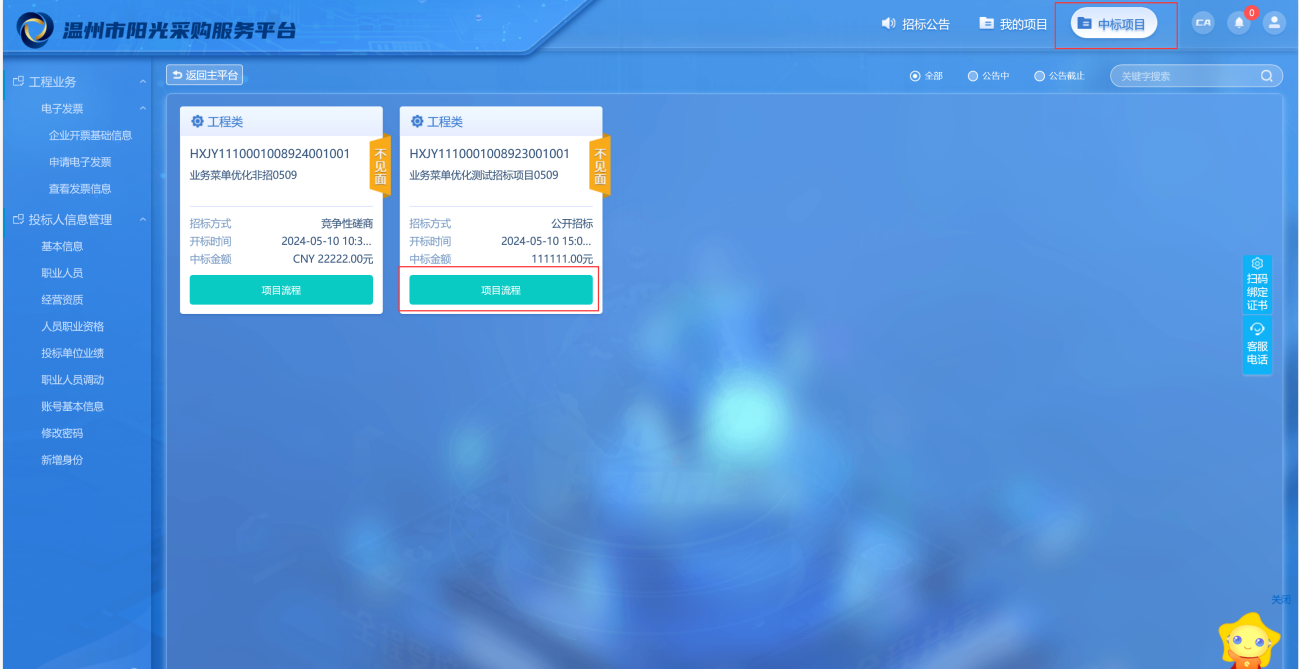 温州市阳光采购服务平台
招标公告
我的项目
中标项目
CA
0
工程业务
电子发票
企业开票基础信息
申请电子发票
查看发票信息
投标人信息管理
基本信息
职业人员
经营资质
人员职业资格
投标单位业绩
职业人员调动
账号基本信息
修改密码
新增身份
返回主平台
全部
公告中
公告截止
关键字搜索
工程类
HXJY1110001008924001001
业务菜单优化非招0509
不见面
招标方式 竞争性磋商
开标时间 2024-05-10 10:3...
中标金额 CNY 22222.00元
项目流程
工程类
HXJY1110001008923001001
业务菜单优化测试招标项目0509
不见面
招标方式 公开招标
开标时间 2024-05-10 15:0...
中标金额 111111.00元
项目流程
扫码
绑定
证书
客服
电话
关闭